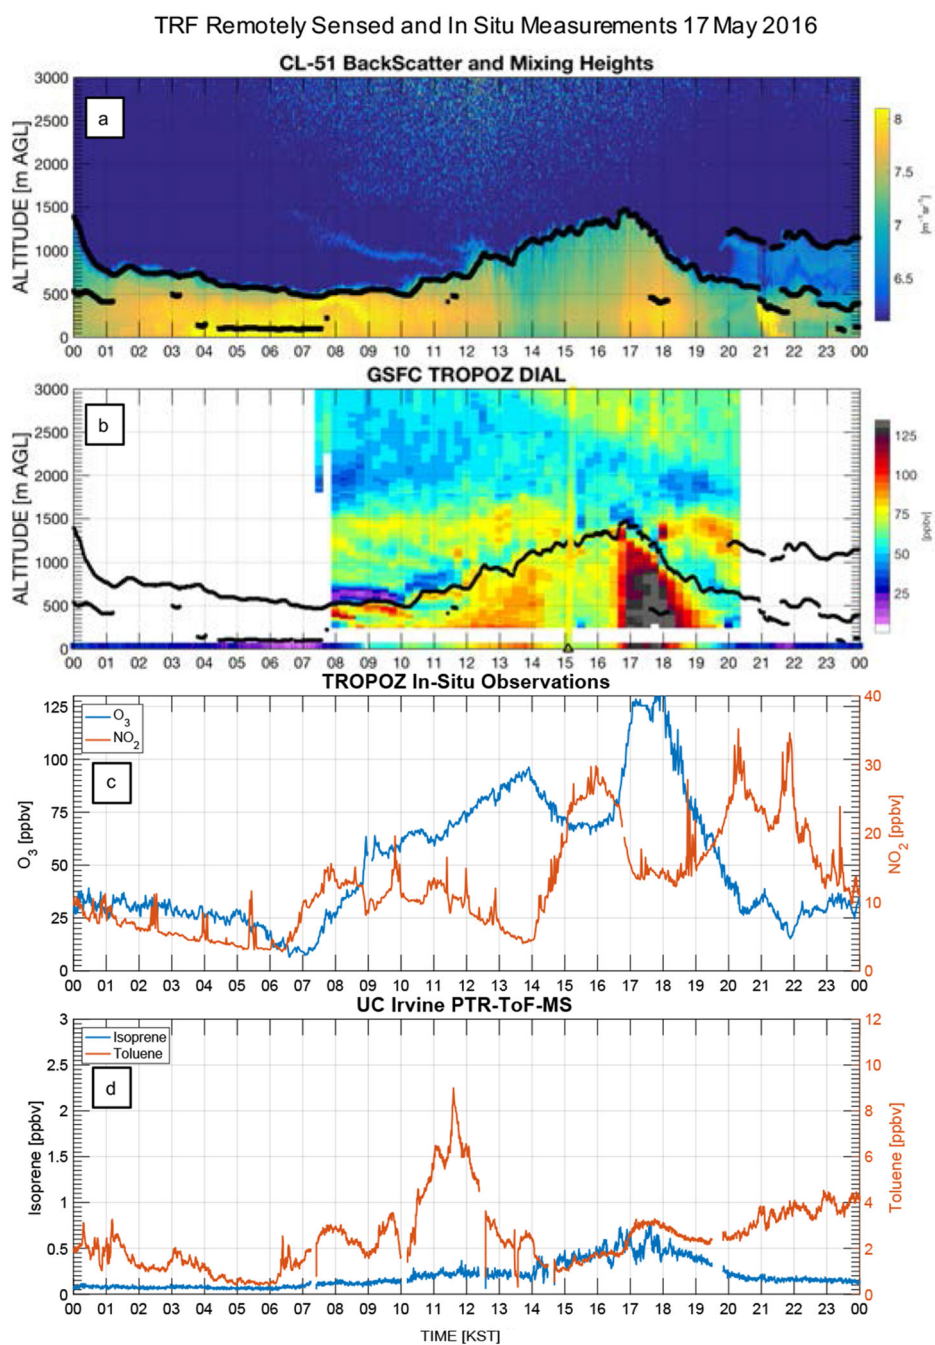 TRF Remotely Sensed and In Situ Measurements 17 May 2016
CL-51 BackScatter and Mixing Heights
a
ALTITUDE [m AGL]
3000
2500
2000
1500
1000
500
0
8
7.5
7
6.5
[m⁻¹ sr⁻¹]
00 01 02 03 04 05 06 07 08 09 10 11 12 13 14 15 16 17 18 19 20 21 22 23 00
GSFC TROPOZ DIAL
b
ALTITUDE [m AGL]
3000
2500
2000
1500
1000
500
0
125
100
75
50
25
[ppbv]
00 01 02 03 04 05 06 07 08 09 10 11 12 13 14 15 16 17 18 19 20 21 22 23 00
TROPOZ In-Situ Observations
O₃
NO₂
c
O₃ [ppbv]
125
100
75
50
25
0
40
30
20
10
0
NO₂ [ppbv]
00 01 02 03 04 05 06 07 08 09 10 11 12 13 14 15 16 17 18 19 20 21 22 23 00
UC Irvine PTR-ToF-MS
Isoprene
Toluene
d
Isoprene [ppbv]
3
2.5
2
1.5
1
0.5
0
12
10
8
6
4
2
0
Toluene [ppbv]
00 01 02 03 04 05 06 07 08 09 10 11 12 13 14 15 16 17 18 19 20 21 22 23 00
TIME [KST]